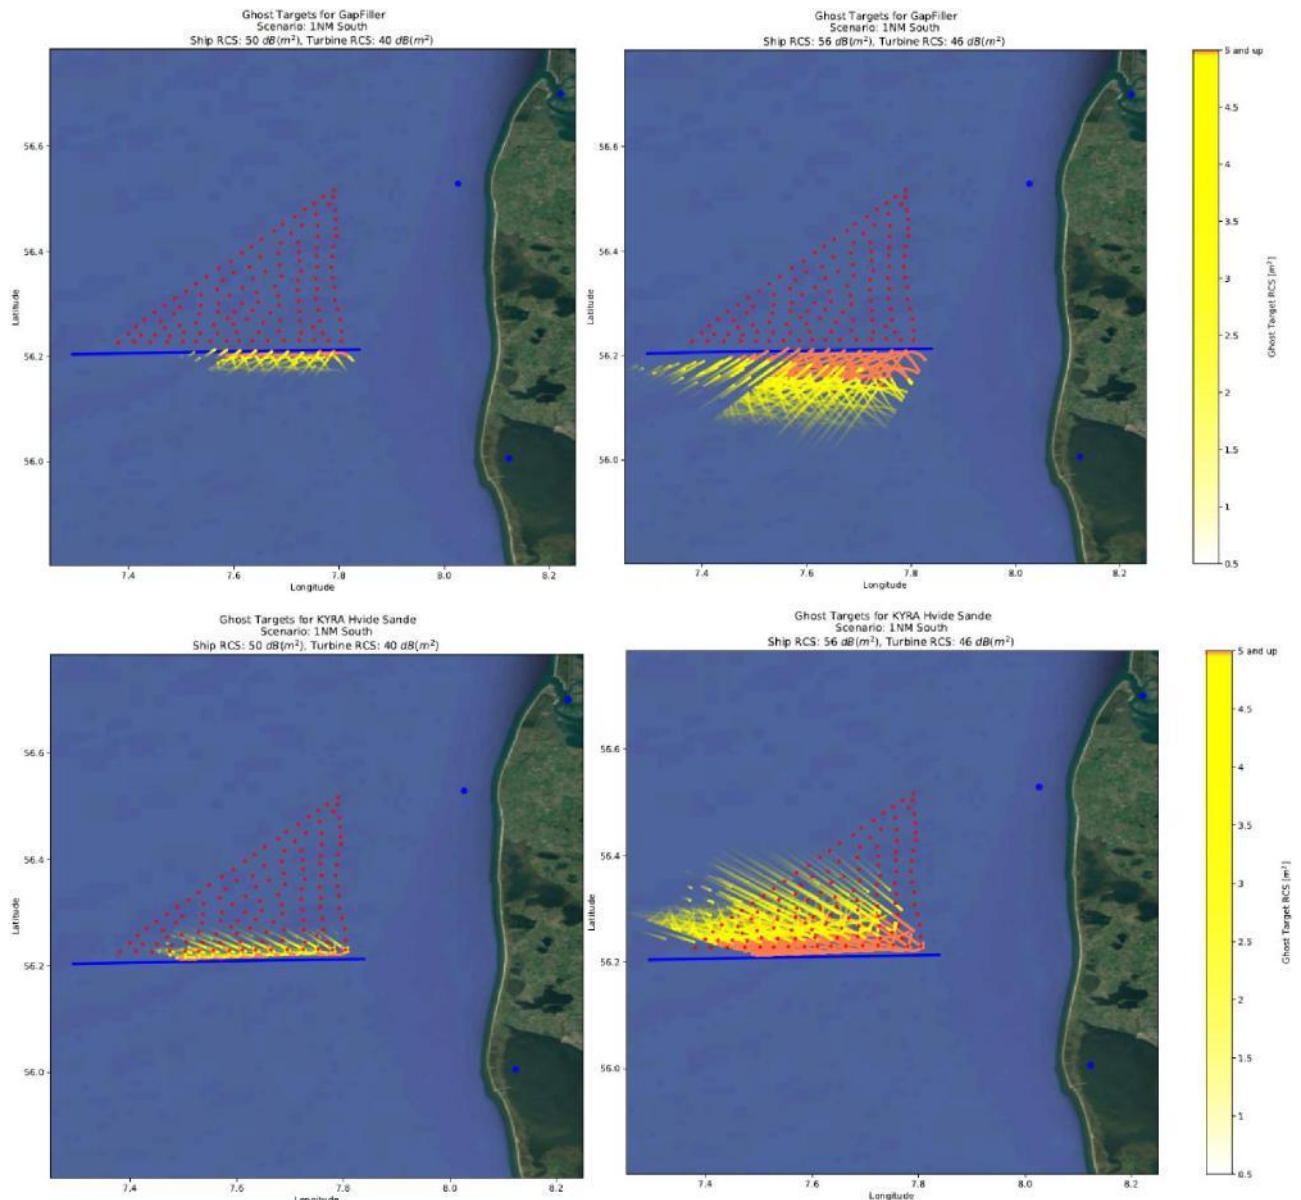 Ghost Targets for GapFiller
Scenario: 1NM South
Ship RCS: 50 dB(m²), Turbine RCS: 40 dB(m²)
56.6
56.4
56.2
56.0
Latitude
7.4
7.6
7.8
8.0
8.2
Longitude
Ghost Targets for GapFiller
Scenario: 1NM South
Ship RCS: 56 dB(m²), Turbine RCS: 46 dB(m²)
56.6
56.4
56.2
56.0
Latitude
7.4
7.6
7.8
8.0
8.2
Longitude
5 and up
4.5
4
3.5
3
2.5
2
1.5
1
0.5
Ghost Target RCS [m²]
Ghost Targets for KYRA Hvide Sande
Scenario: 1NM South
Ship RCS: 50 dB(m²), Turbine RCS: 40 dB(m²)
56.6
56.4
56.2
56.0
Latitude
7.4
7.6
7.8
8.0
8.2
Longitude
Ghost Targets for KYRA Hvide Sande
Scenario: 1NM South
Ship RCS: 56 dB(m²), Turbine RCS: 46 dB(m²)
56.6
56.4
56.2
56.0
Latitude
7.4
7.6
7.8
8.0
8.2
Longitude
5 and up
4.5
4
3.5
3
2.5
2
1.5
1
0.5
Ghost Target RCS [m²]